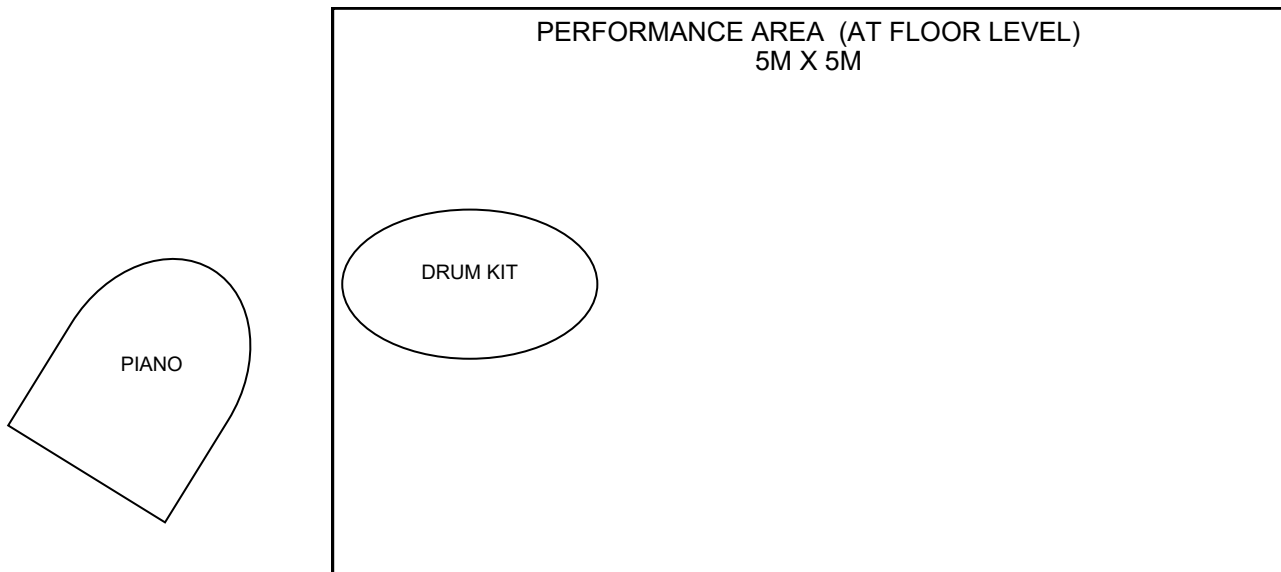 PERFORMANCE AREA (AT FLOOR LEVEL)
5M X 5M
DRUM KIT
PIANO